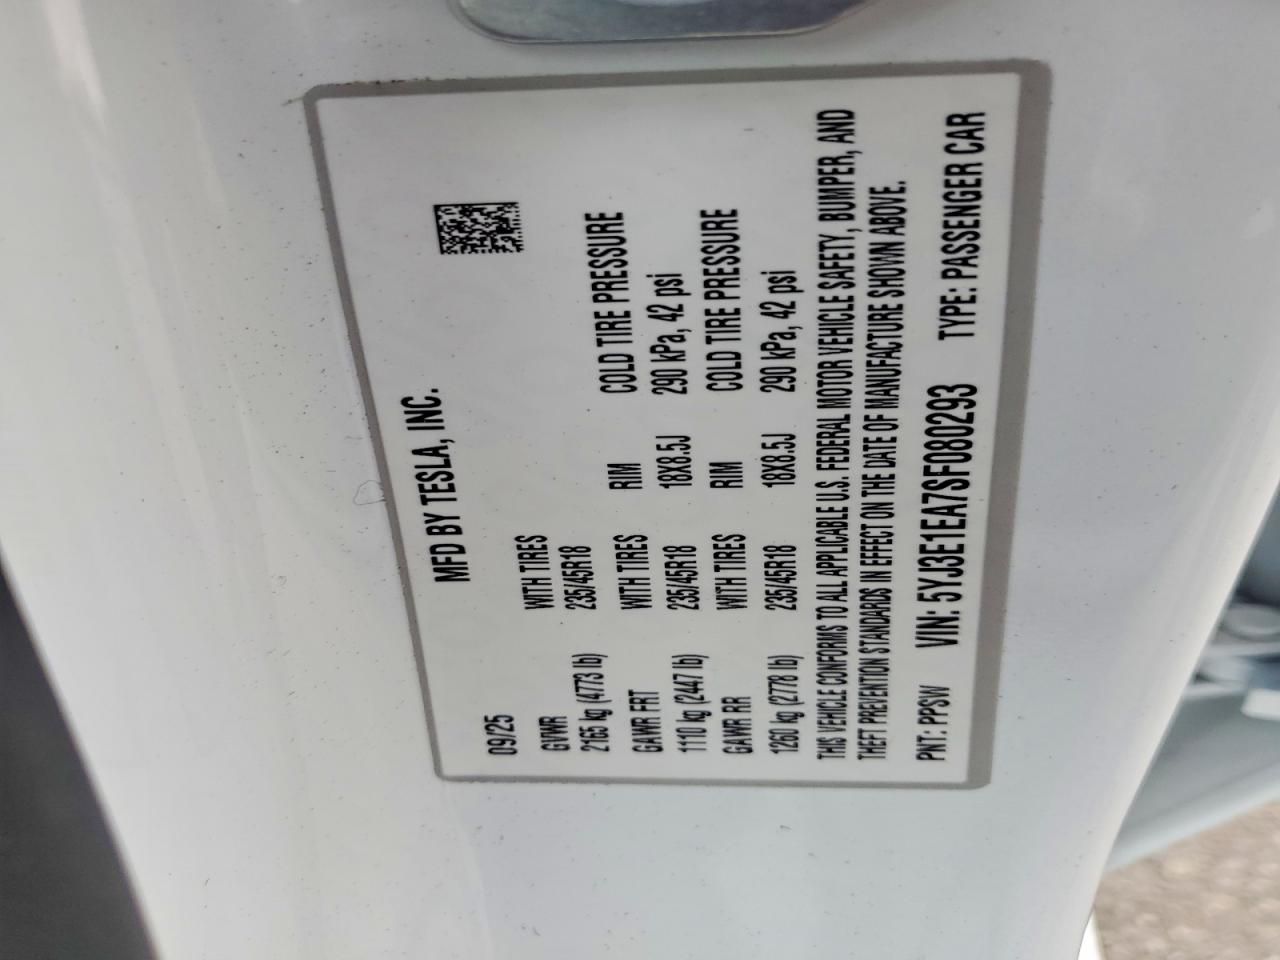 MFD BY TESLA, INC.
09/25
GVWR WITH TIRES
2165 kg (4773 lb) 235/45R18
GAWR FRT WITH TIRES RIM COLD TIRE PRESSURE
1110 kg (2447 lb) 235/45R18 18X8.5J 290 kPa, 42 psi
GAWR RR WITH TIRES RIM COLD TIRE PRESSURE
1260 kg (2778 lb) 235/45R18 18X8.5J 290 kPa, 42 psi
THIS VEHICLE CONFORMS TO ALL APPLICABLE U.S. FEDERAL MOTOR VEHICLE SAFETY, BUMPER, AND
THEFT PREVENTION STANDARDS IN EFFECT ON THE DATE OF MANUFACTURE SHOWN ABOVE.
PNT: PPSW VIN: 5YJ3E1EA7SF080293 TYPE: PASSENGER CAR